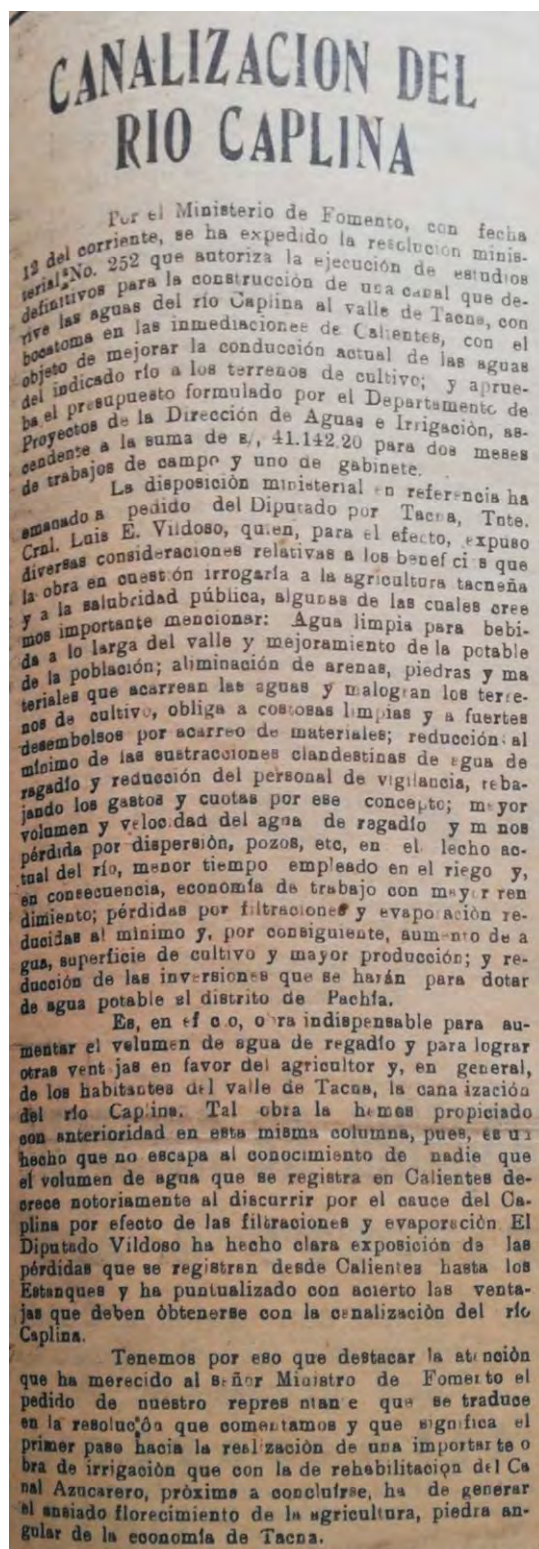 CANALIZACION DEL
RIO CAPLINA
Por el Ministerio de Fomento, con fecha
12 del corriente, se ha expedido la resolución minis-
terial No. 252 que autoriza la ejecución de estudios
definitivos para la construcción de una canal que de-
rive las aguas del río Caplina al valle de Tacna, con
bocatoma en las inmediaciones de Calientes, con el
objeto de mejorar la conducción actual de las aguas
del indicado río a los terrenos de cultivo; y aprue-
ba el presupuesto formulado por el Departamento de
Proyectos de la Dirección de Aguas e Irrigación, as-
cendente a la suma de s/, 41.142.20 para dos meses
de trabajos de campo y uno de gabinete.
La disposición ministerial en referencia ha
emanado a pedido del Diputado por Tacna, Tnte.
Crnl. Luis E. Vildoso, quien, para el efecto, expuso
diversas consideraciones relativas a los benefici s que
la obra en cuestión irrogaría a la agricultura tacneña
y a la salubridad pública, algunas de las cuales cree
mos importante mencionar: Agua limpia para bebi-
da a lo larga del valle y mejoramiento de la potable
de la población; aliminación de arenas, piedras y ma
teriales que acarrean las aguas y malogran los terre-
nos de cultivo, obliga a costosas limpias y a fuertes
desembolsos por acarreo de materiales; reducción al
mínimo de las sustracciones clandestinas de agua de
ragadío y reducción del personal de vigilancia, reba-
jando los gastos y cuotas por ese concepto; mayor
volumen y velocidad del agua de ragadío y m nos
pérdida por dispersión, pozos, etc, en el lecho ac-
tual del río, menor tiempo empleado en el riego y,
en consecuencia, economía de trabajo con mayor ren
dimiento; pérdidas por filtraciones y evaporación re-
ducidas al mínimo y, por consiguiente, aumento de a
gua, superficie de cultivo y mayor producción; y re-
ducción de las inversiones que se harán para dotar
de agua potable al distrito de Pachía.
Es, en ef c o, o ra indispensable para au-
mentar el velumen de agua de regadío y para lograr
otras vent jas en favor del agricultor y, en general,
de los habitantes del valle de Tacna, la cana ización
del río Caplina. Tal obra la hemos propiciado
con anterioridad en esta misma columna, pues, es un
hecho que no escapa al conocimiento de nadie que
el volumen de agua que se registra en Calientes de-
crece notoriamente al discurrir por el cauce del Ca-
plina por efecto de las filtraciones y evaporación El
Diputado Vildoso ha hecho clara exposición de las
pérdidas que se registran desde Calientes hasta los
Estanques y ha puntualizado con acierto las venta-
jas que deben òbtenerse con la canalizaciòn del río
Caplina.
Tenemos por eso que destacar la atención
que ha merecido al señor Ministro de Fomento el
pedido de nuestro repres ntan e que se traduce
en la resolución que comentamos y que significa el
primer paso hacia la realización de una importante o
bra de irrigaciòn que con la de rehabilitación del Ca
nal Azucarero, pròxima a concluírse, ha de generar
el ansiado florecimiento de la agricultura, piedra an-
gular de la economía de Tacna.